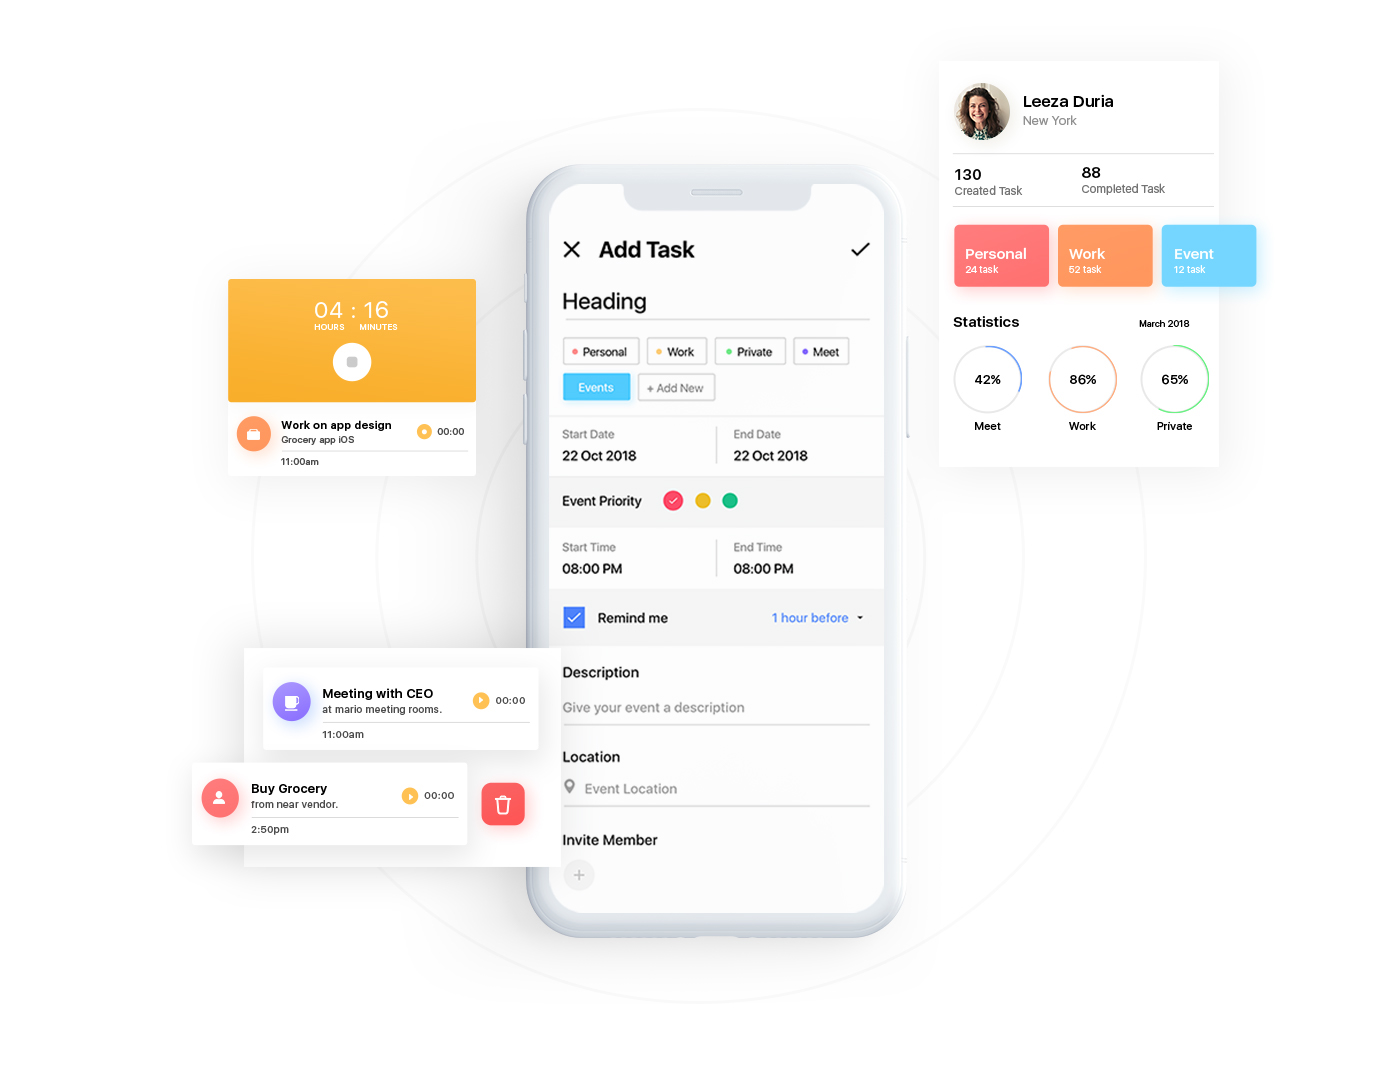 Leeza Duria
New York
130
Created Task
88
Completed Task
Personal
24 task
Work
52 task
Event
12 task
Statistics
March 2018
42%
86%
65%
Meet
Work
Private
04 : 16
HOURS MINUTES
Work on app design
Grocery app iOS
00:00
11:00am
Add Task
Heading
Personal
Work
Private
Meet
Events
+ Add New
Start Date
22 Oct 2018
End Date
22 Oct 2018
Event Priority
Start Time
08:00 PM
End Time
08:00 PM
Remind me
1 hour before
Description
Give your event a description
Location
Event Location
Invite Member
Meeting with CEO
at mario meeting rooms.
00:00
11:00am
Buy Grocery
from near vendor.
00:00
2:50pm